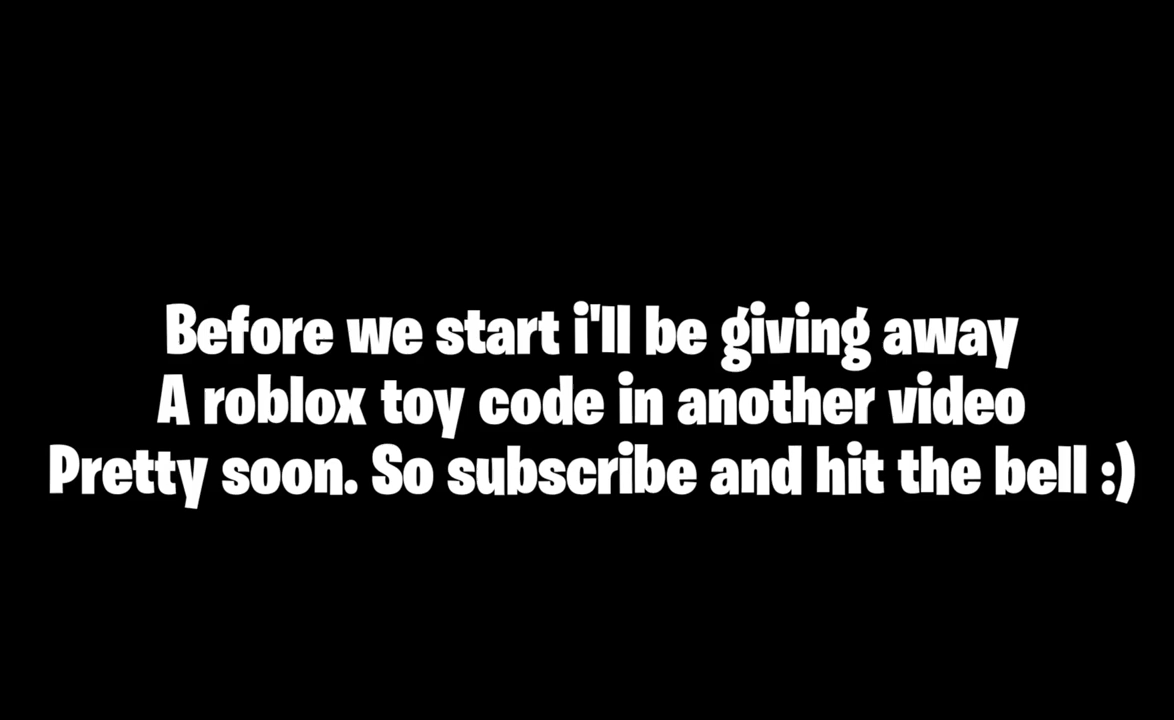 Before we start i'll be giving away
A roblox toy code in another video
Pretty soon. So subscribe and hit the bell :)